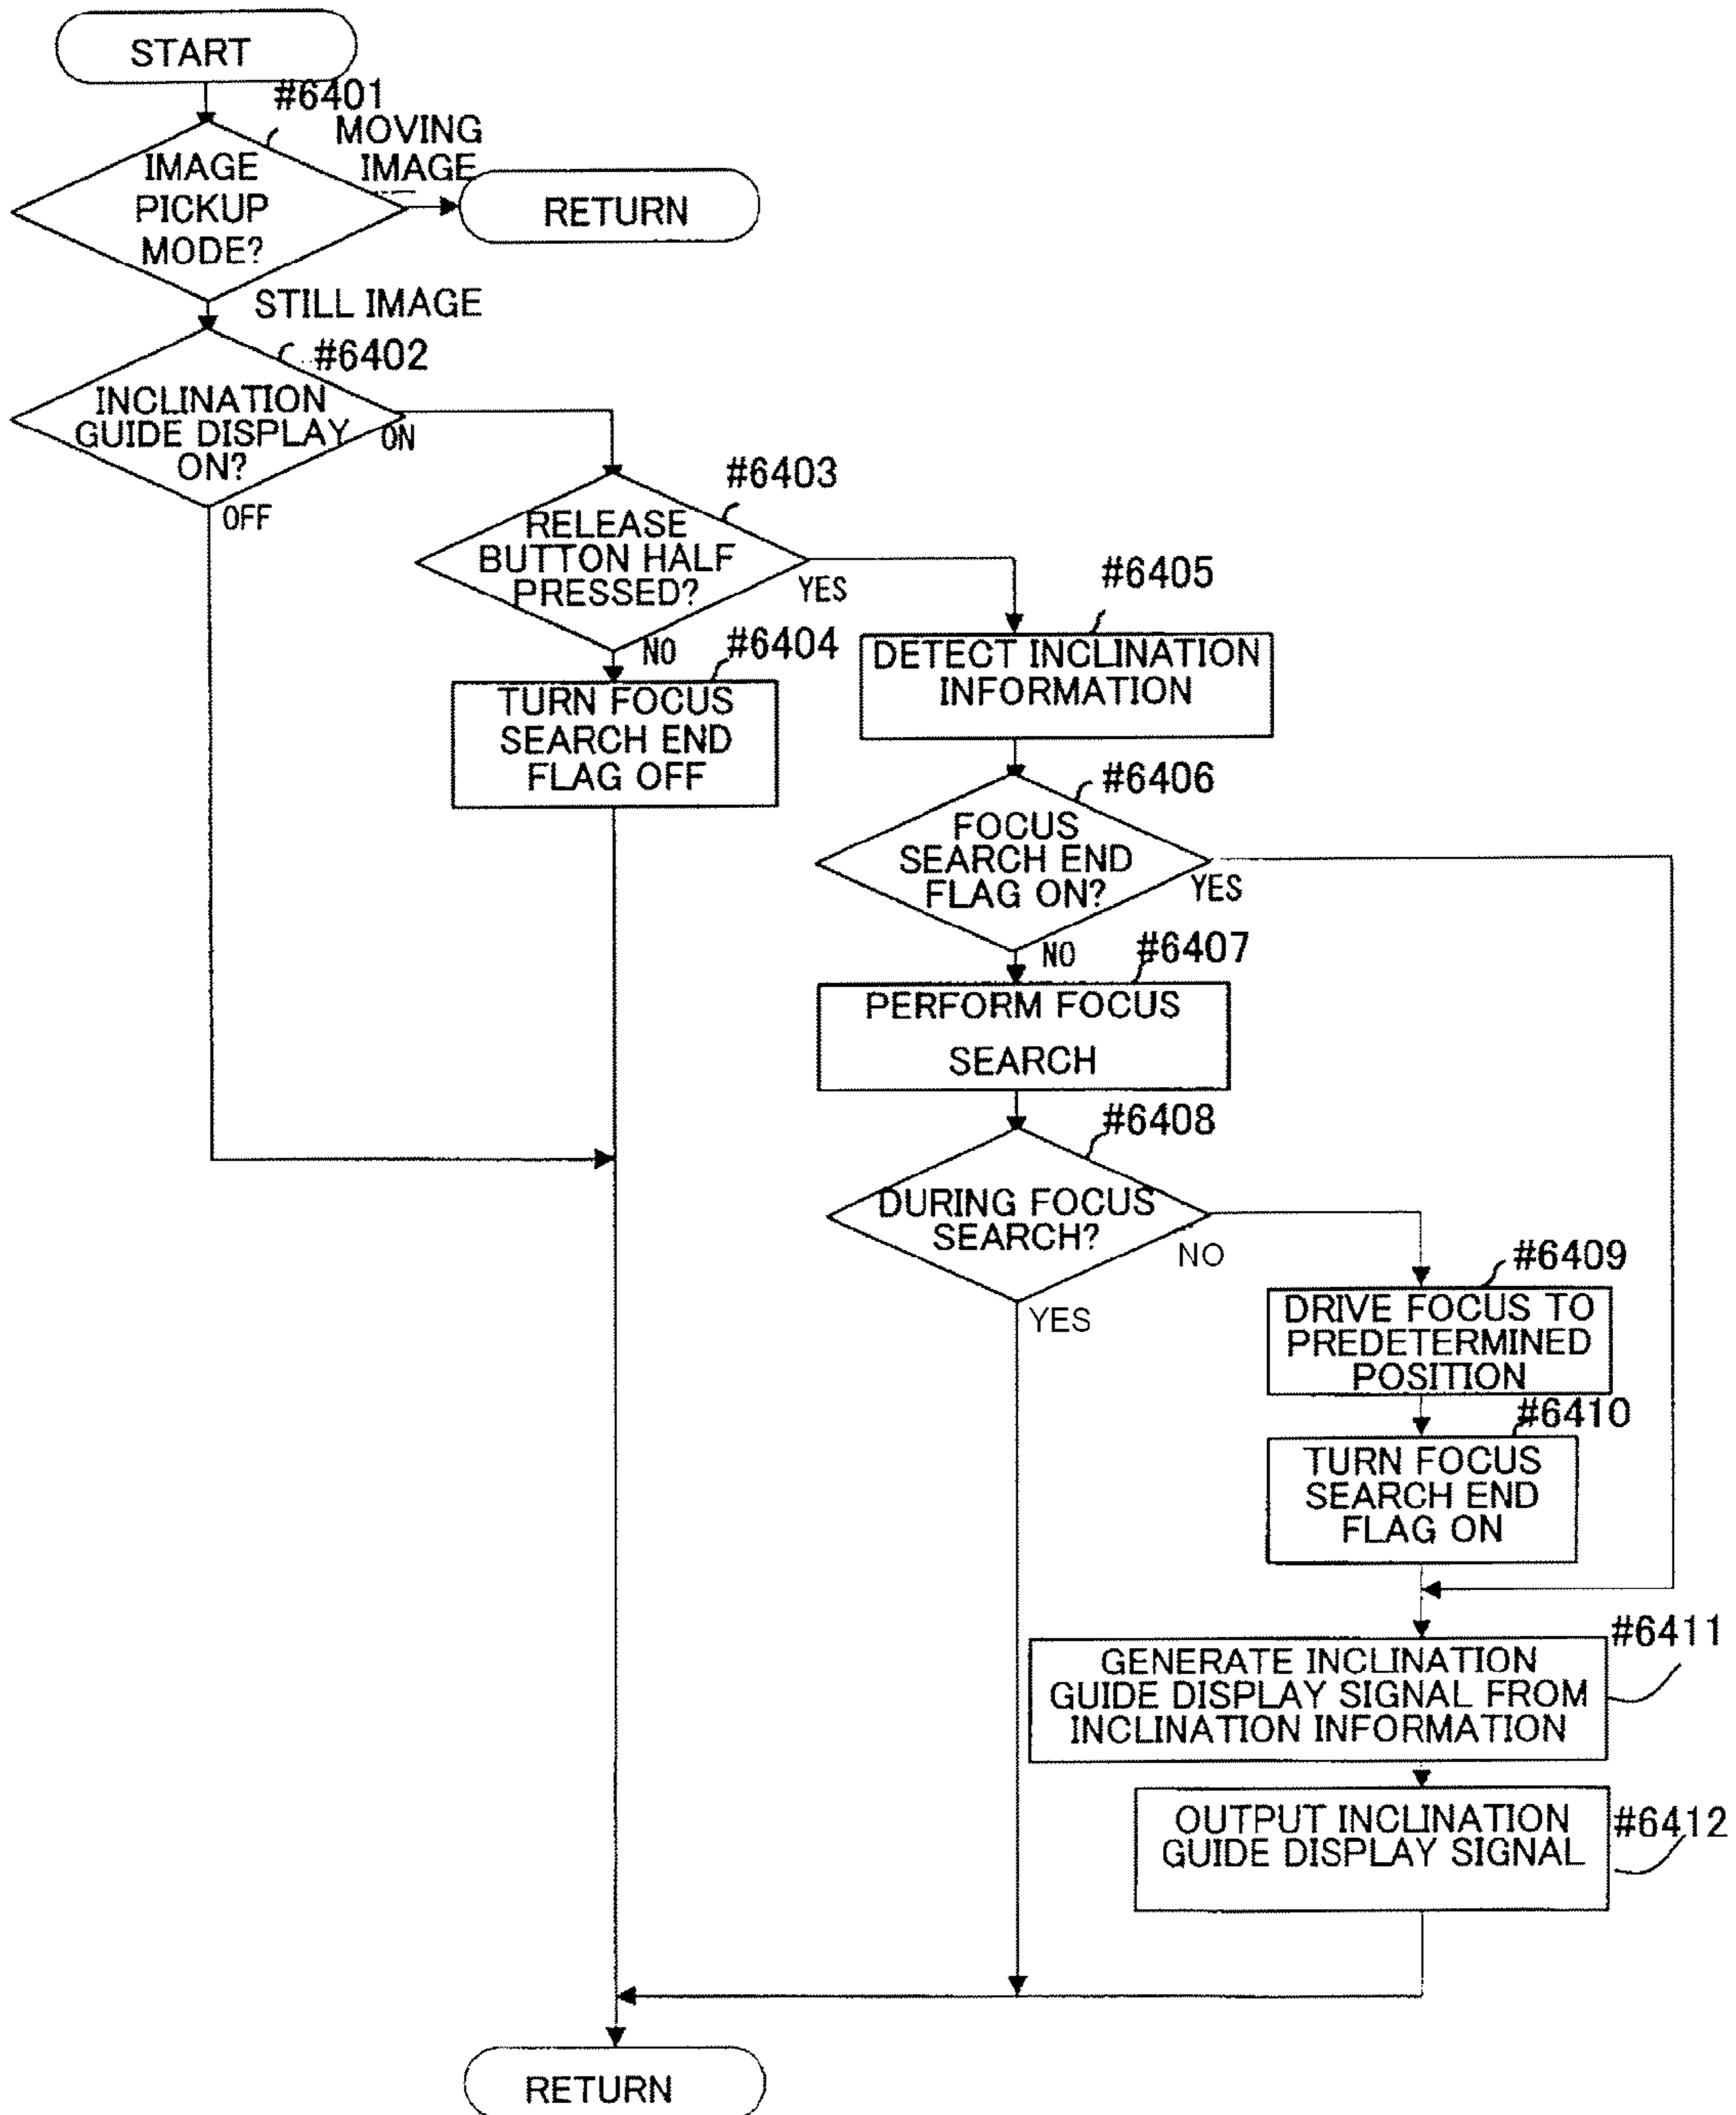 START
#6401
MOVING
IMAGE
IMAGE
PICKUP
MODE?
RETURN
STILL IMAGE
#6402
INCLINATION
GUIDE DISPLAY
ON?
ON
OFF
#6403
RELEASE
BUTTON HALF
PRESSED?
YES
NO
#6404
TURN FOCUS
SEARCH END
FLAG OFF
#6405
DETECT INCLINATION
INFORMATION
#6406
FOCUS
SEARCH END
FLAG ON?
YES
NO
#6407
PERFORM FOCUS
SEARCH
#6408
DURING FOCUS
SEARCH?
NO
YES
#6409
DRIVE FOCUS TO
PREDETERMINED
POSITION
#6410
TURN FOCUS
SEARCH END
FLAG ON
#6411
GENERATE INCLINATION
GUIDE DISPLAY SIGNAL FROM
INCLINATION INFORMATION
#6412
OUTPUT INCLINATION
GUIDE DISPLAY SIGNAL
RETURN